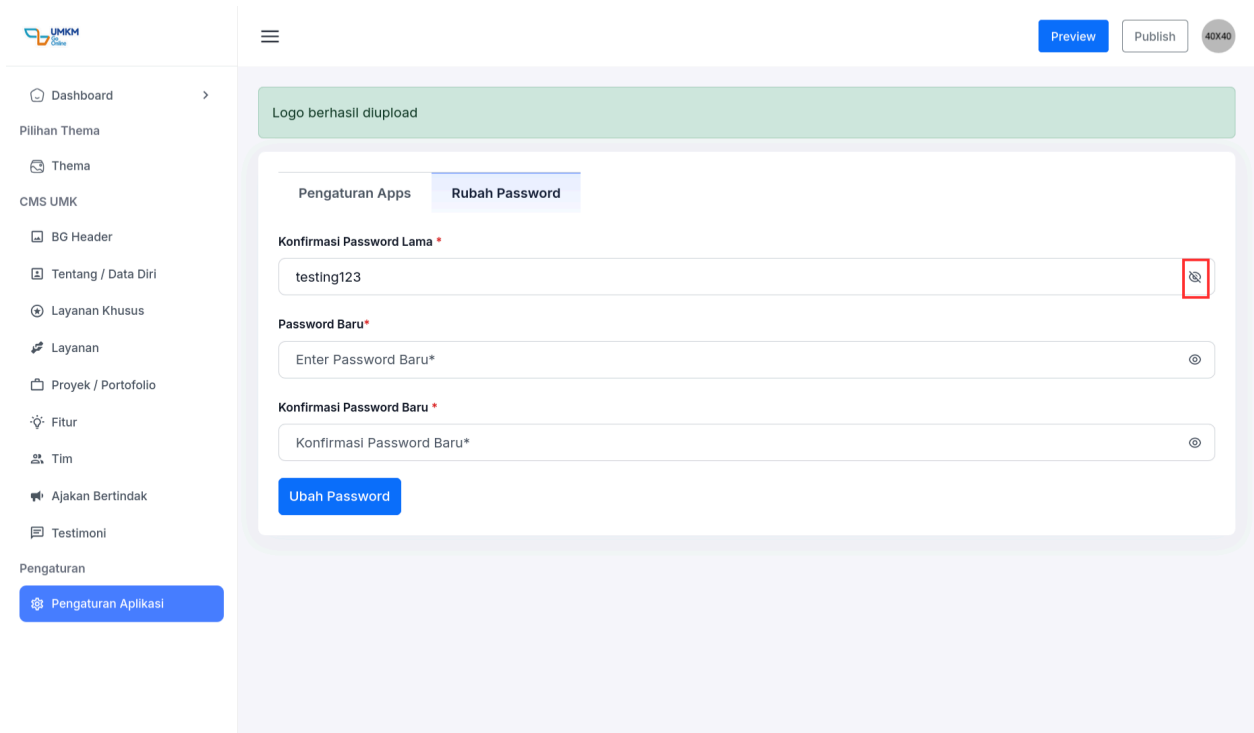 UMKM
Go
Online
Preview
Publish
40X40
Dashboard
Pilihan Thema
Thema
CMS UMK
BG Header
Tentang / Data Diri
Layanan Khusus
Layanan
Proyek / Portofolio
Fitur
Tim
Ajakan Bertindak
Testimoni
Pengaturan
Pengaturan Aplikasi
Logo berhasil diupload
Pengaturan Apps
Rubah Password
Konfirmasi Password Lama *
testing123
Password Baru*
Enter Password Baru*
Konfirmasi Password Baru *
Konfirmasi Password Baru*
Ubah Password